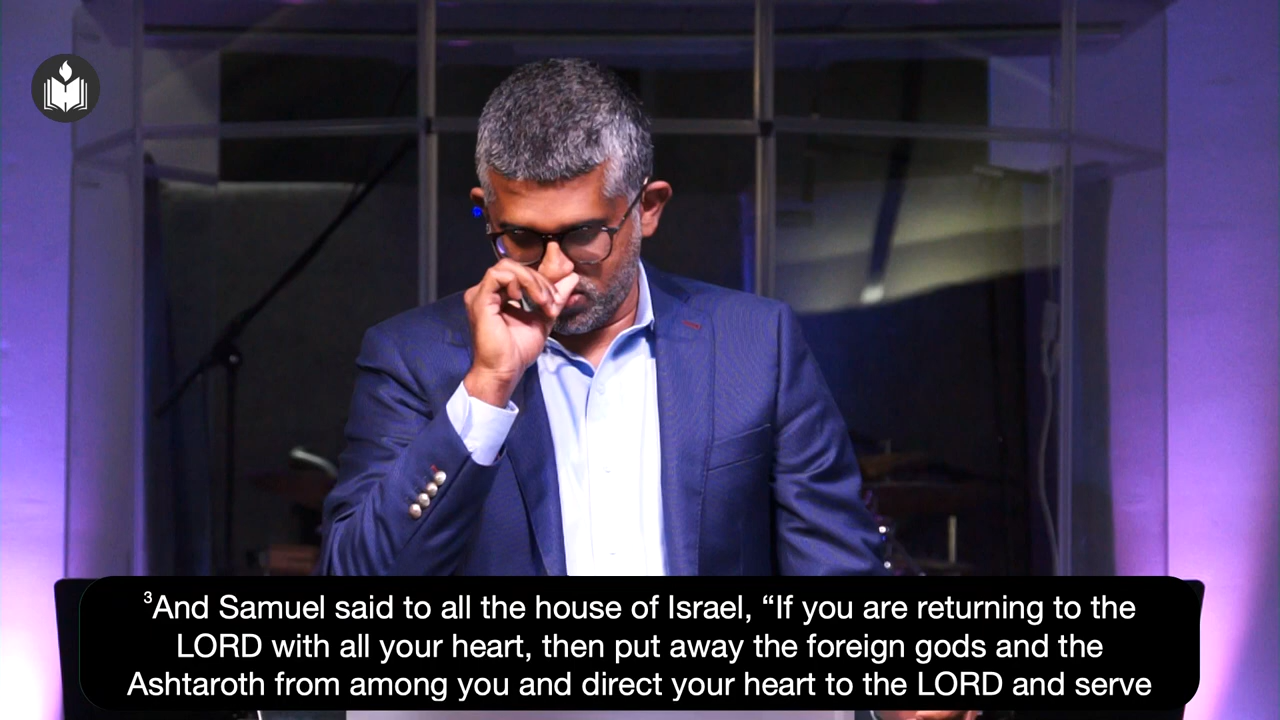 ³And Samuel said to all the house of Israel, “If you are returning to the
LORD with all your heart, then put away the foreign gods and the
Ashtaroth from among you and direct your heart to the LORD and serve